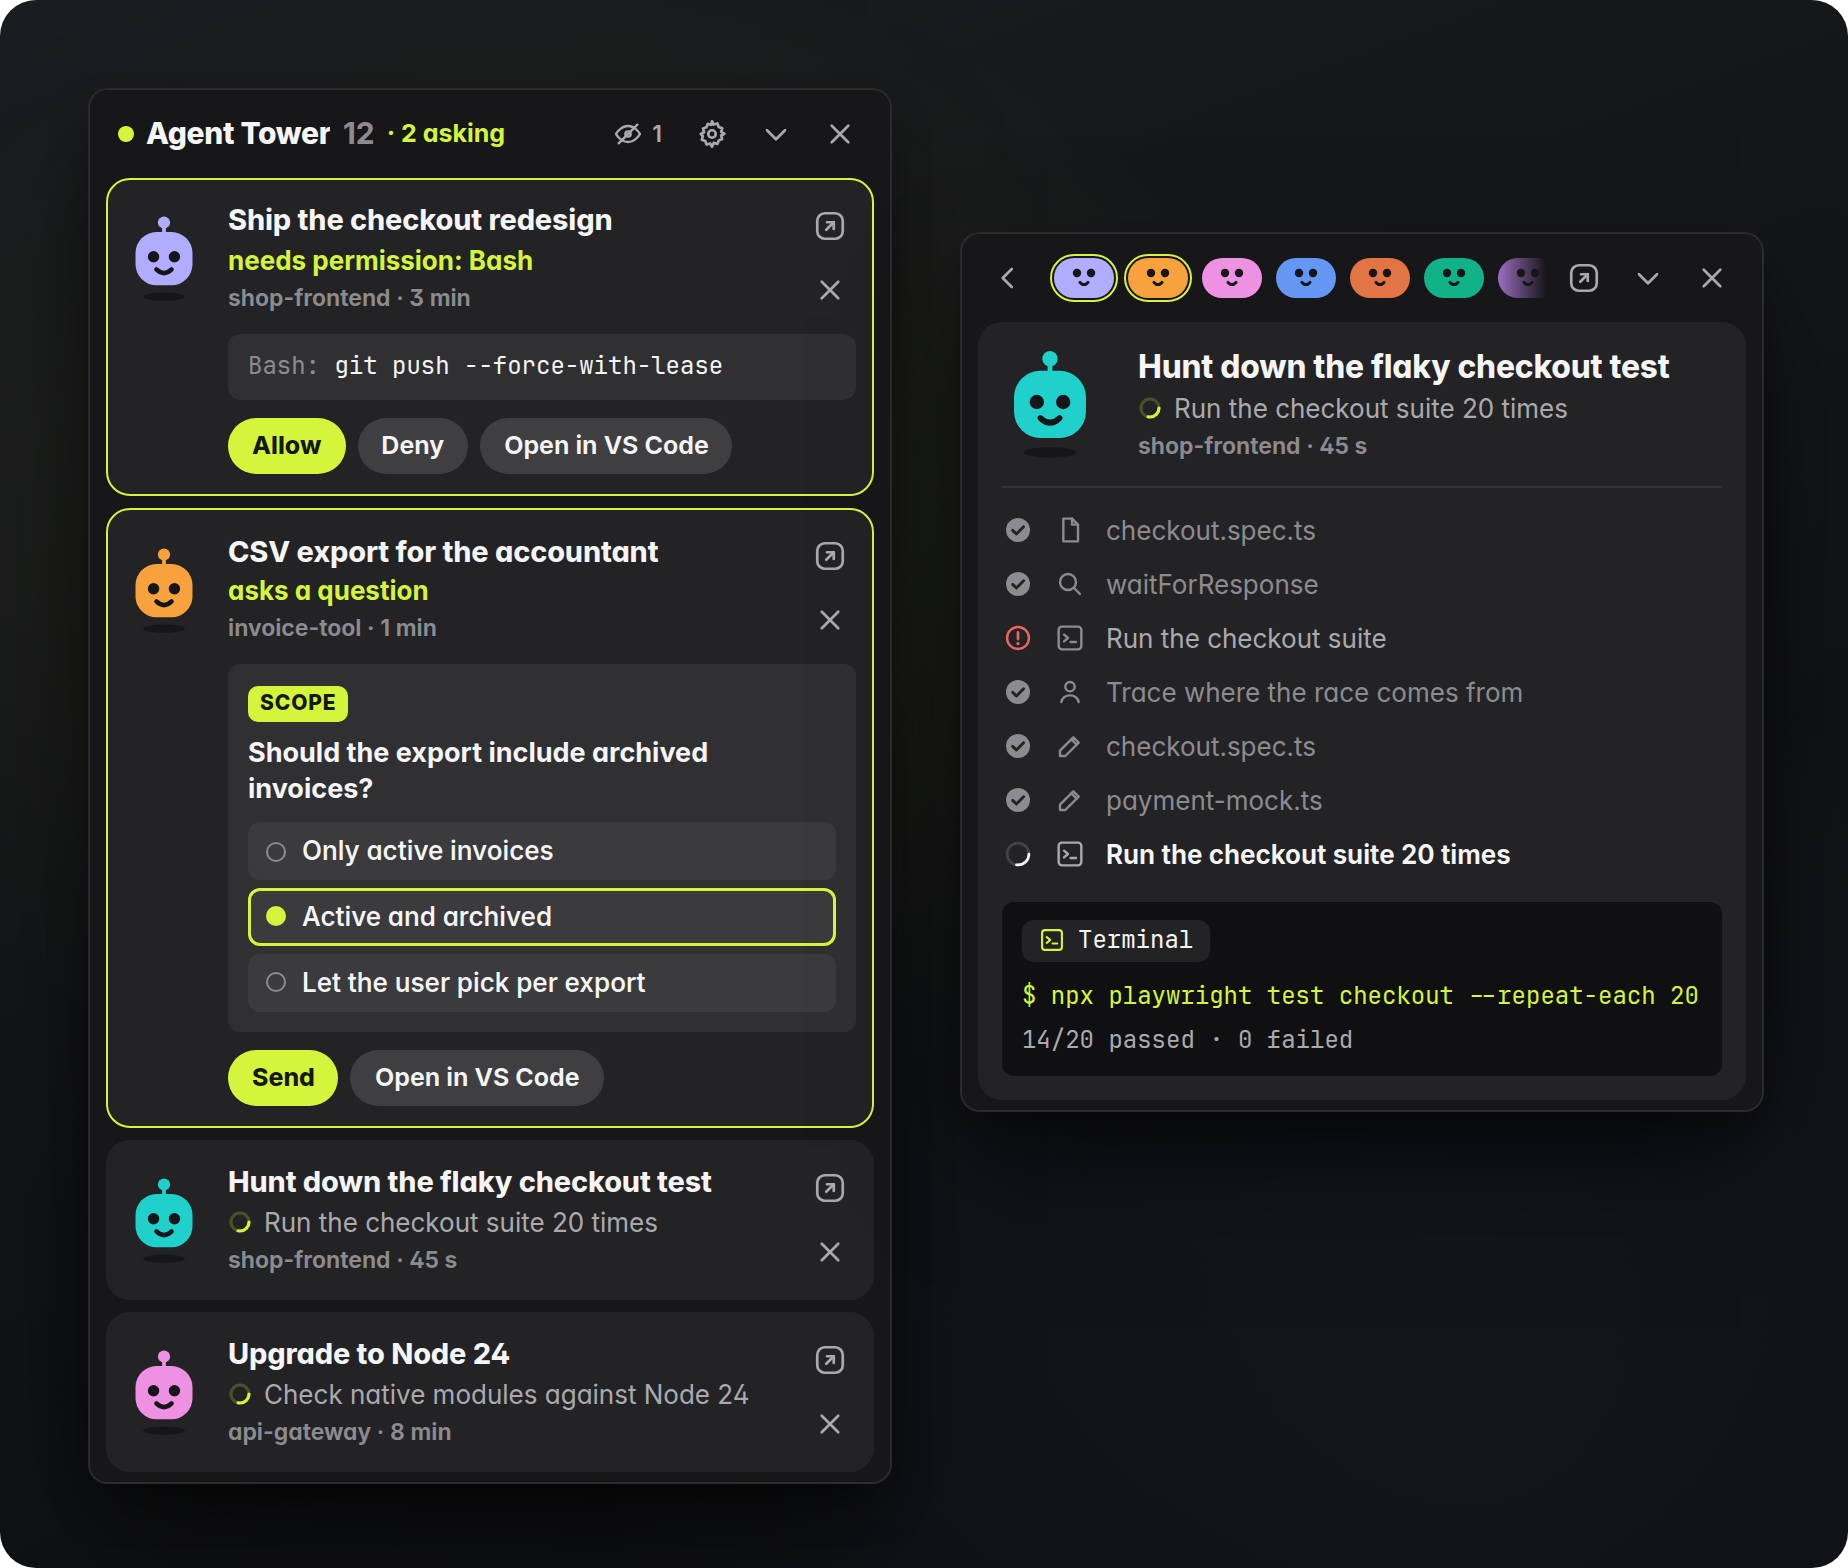 Agent Tower 12 · 2 asking 1
Ship the checkout redesign
needs permission: Bash
shop-frontend · 3 min
Bash: git push --force-with-lease
Allow Deny Open in VS Code
CSV export for the accountant
asks a question
invoice-tool · 1 min
SCOPE
Should the export include archived
invoices?
Only active invoices
Active and archived
Let the user pick per export
Send Open in VS Code
Hunt down the flaky checkout test
Run the checkout suite 20 times
shop-frontend · 45 s
Upgrade to Node 24
Check native modules against Node 24
api-gateway · 8 min
Hunt down the flaky checkout test
Run the checkout suite 20 times
shop-frontend · 45 s
checkout.spec.ts
waitForResponse
Run the checkout suite
Trace where the race comes from
checkout.spec.ts
payment-mock.ts
Run the checkout suite 20 times
Terminal
$ npx playwright test checkout --repeat-each 20
14/20 passed · 0 failed